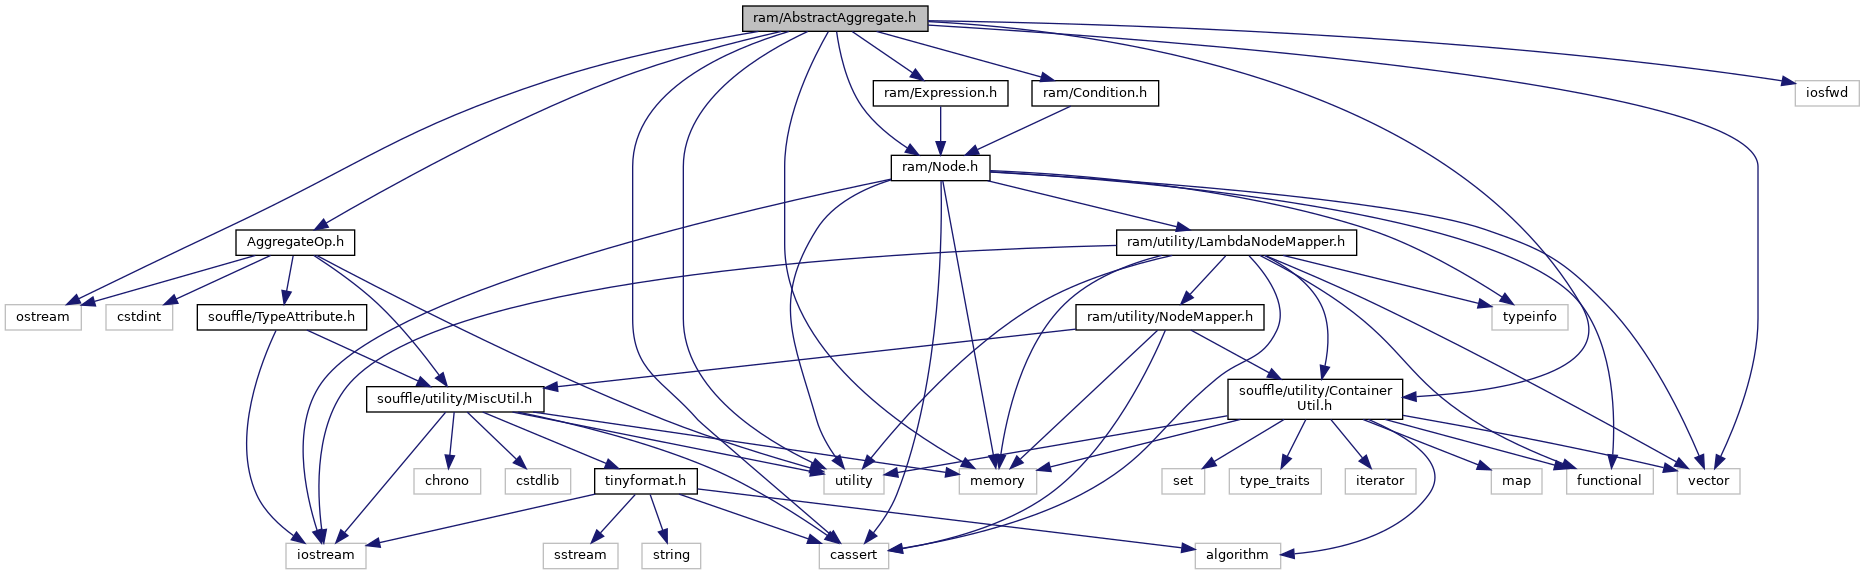 ram/AbstractAggregate.h
ram/Expression.h
ram/Condition.h
iosfwd
ram/Node.h
AggregateOp.h
ram/utility/LambdaNodeMapper.h
ostream
cstdint
souffle/TypeAttribute.h
ram/utility/NodeMapper.h
typeinfo
souffle/utility/MiscUtil.h
souffle/utility/Container
Util.h
chrono
cstdlib
tinyformat.h
utility
memory
set
type_traits
iterator
map
functional
vector
iostream
sstream
string
cassert
algorithm